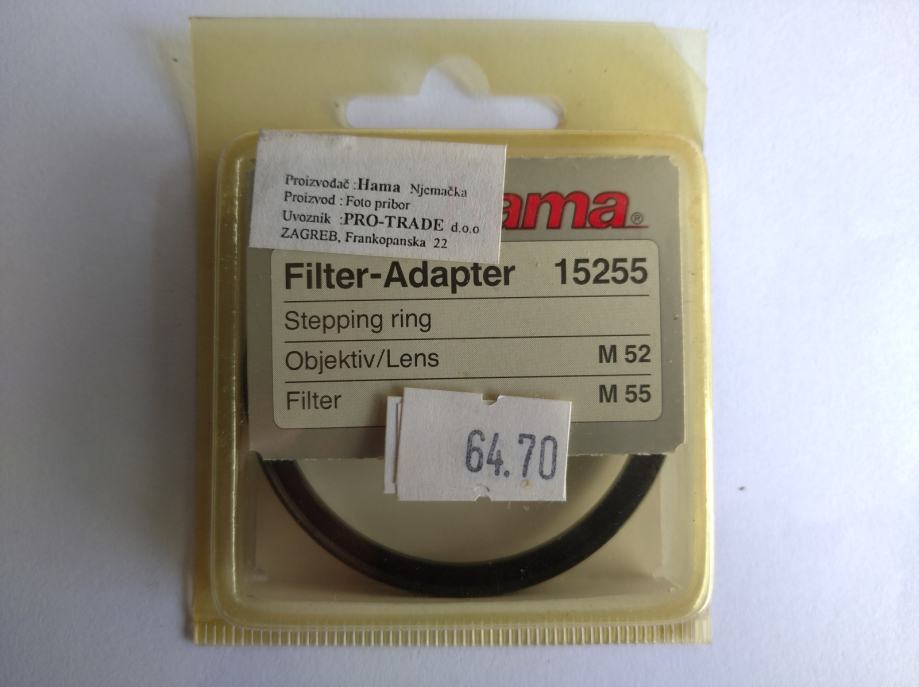 Proizvođač :Hama Njemačka
Proizvod : Foto pribor
Uvoznik :PRO-TRADE d.o.o
ZAGREB, Frankopanska 22
ama®
Filter-Adapter 15255
Stepping ring
Objektiv/Lens M 52
Filter M 55
64.70